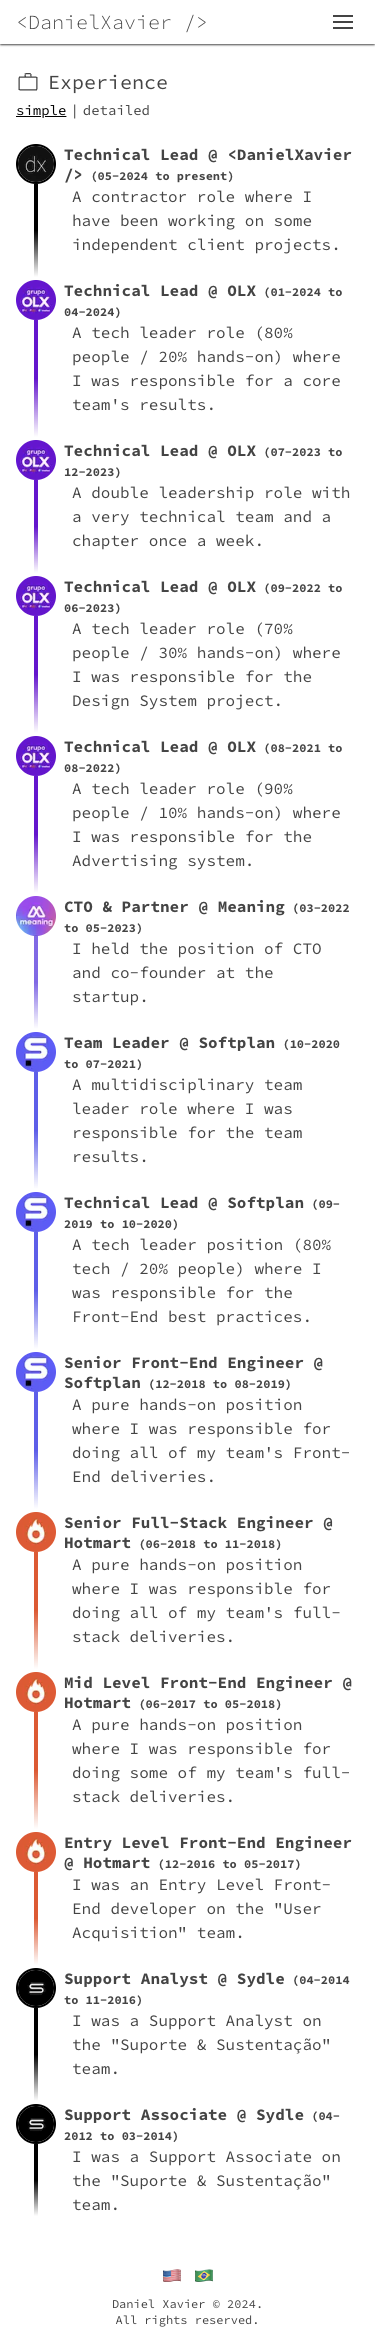 <DanielXavier />
Experience
simple | detailed
dx
Technical Lead @ <DanielXavier
/> (05-2024 to present)
A contractor role where I
have been working on some
independent client projects.
grupo
OLX
Technical Lead @ OLX (01-2024 to
04-2024)
A tech leader role (80%
people / 20% hands-on) where
I was responsible for a core
team's results.
grupo
OLX
Technical Lead @ OLX (07-2023 to
12-2023)
A double leadership role with
a very technical team and a
chapter once a week.
grupo
OLX
Technical Lead @ OLX (09-2022 to
06-2023)
A tech leader role (70%
people / 30% hands-on) where
I was responsible for the
Design System project.
grupo
OLX
Technical Lead @ OLX (08-2021 to
08-2022)
A tech leader role (90%
people / 10% hands-on) where
I was responsible for the
Advertising system.
meaning
CTO & Partner @ Meaning (03-2022
to 05-2023)
I held the position of CTO
and co-founder at the
startup.
Team Leader @ Softplan (10-2020
to 07-2021)
A multidisciplinary team
leader role where I was
responsible for the team
results.
Technical Lead @ Softplan (09-
2019 to 10-2020)
A tech leader position (80%
tech / 20% people) where I
was responsible for the
Front-End best practices.
Senior Front-End Engineer @
Softplan (12-2018 to 08-2019)
A pure hands-on position
where I was responsible for
doing all of my team's Front-
End deliveries.
Senior Full-Stack Engineer @
Hotmart (06-2018 to 11-2018)
A pure hands-on position
where I was responsible for
doing all of my team's full-
stack deliveries.
Mid Level Front-End Engineer @
Hotmart (06-2017 to 05-2018)
A pure hands-on position
where I was responsible for
doing some of my team's full-
stack deliveries.
Entry Level Front-End Engineer
@ Hotmart (12-2016 to 05-2017)
I was an Entry Level Front-
End developer on the "User
Acquisition" team.
Support Analyst @ Sydle (04-2014
to 11-2016)
I was a Support Analyst on
the "Suporte & Sustentação"
team.
Support Associate @ Sydle (04-
2012 to 03-2014)
I was a Support Associate on
the "Suporte & Sustentação"
team.
Daniel Xavier © 2024.
All rights reserved.